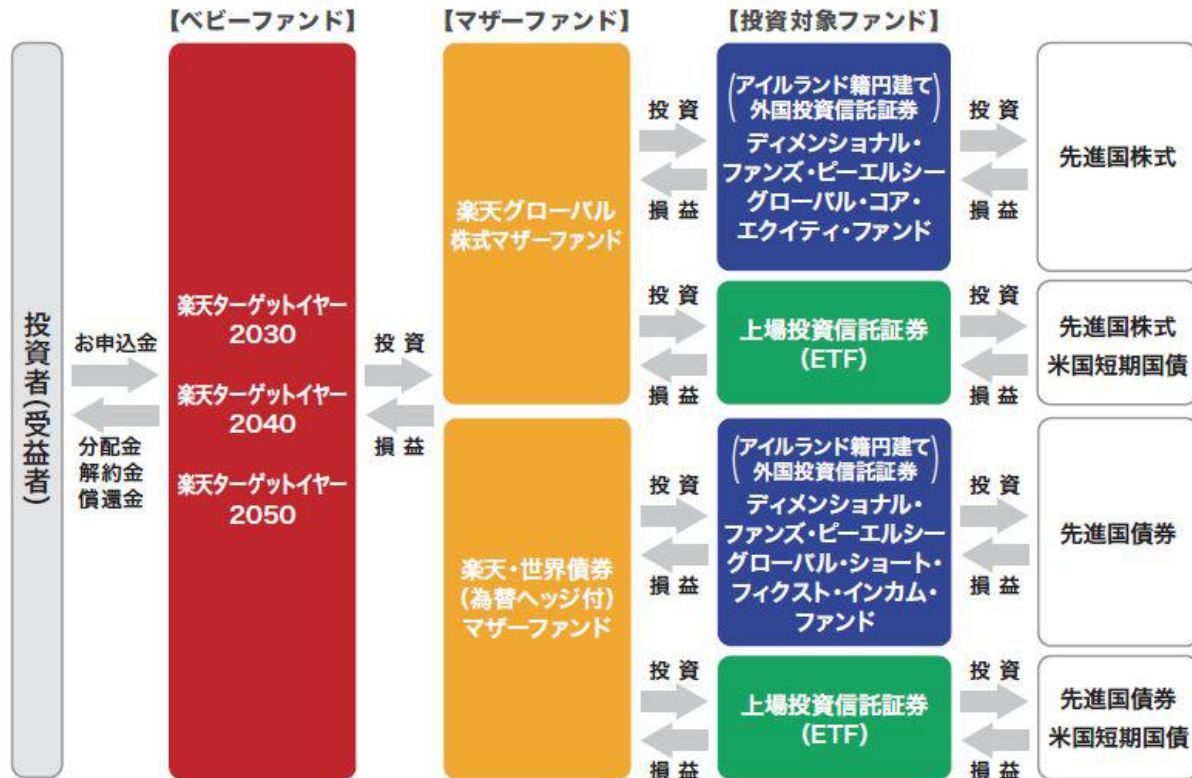 【ベビーファンド】
【マザーファンド】
【投資対象ファンド】
投資者(受益者)
お申込金
分配金
解約金
償還金
楽天ターゲットイヤー
2030
楽天ターゲットイヤー
2040
楽天ターゲットイヤー
2050
投資
損益
楽天グローバル
株式マザーファンド
投資
損益
(アイルランド籍円建て
外国投資信託証券)
ディメンショナル・
ファンズ・ピーエルシー
グローバル・コア・
エクイティ・ファンド
投資
損益
先進国株式
投資
損益
上場投資信託証券
(ETF)
投資
損益
先進国株式
米国短期国債
楽天・世界債券
(為替ヘッジ付)
マザーファンド
投資
損益
(アイルランド籍円建て
外国投資信託証券)
ディメンショナル・
ファンズ・ピーエルシー
グローバル・ショート・
フィクスト・インカム・
ファンド
投資
損益
先進国債券
投資
損益
上場投資信託証券
(ETF)
投資
損益
先進国債券
米国短期国債